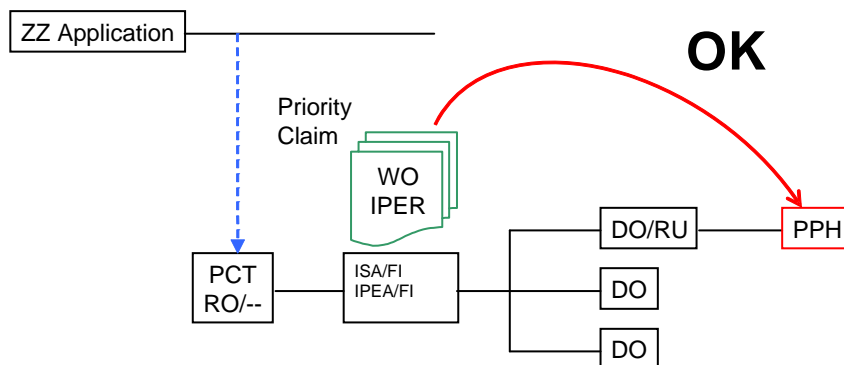 ZZ Application
OK
Priority
Claim
WO
IPER
DO/RU
PPH
PCT
RO/--
ISA/FI
IPEA/FI
DO
DO